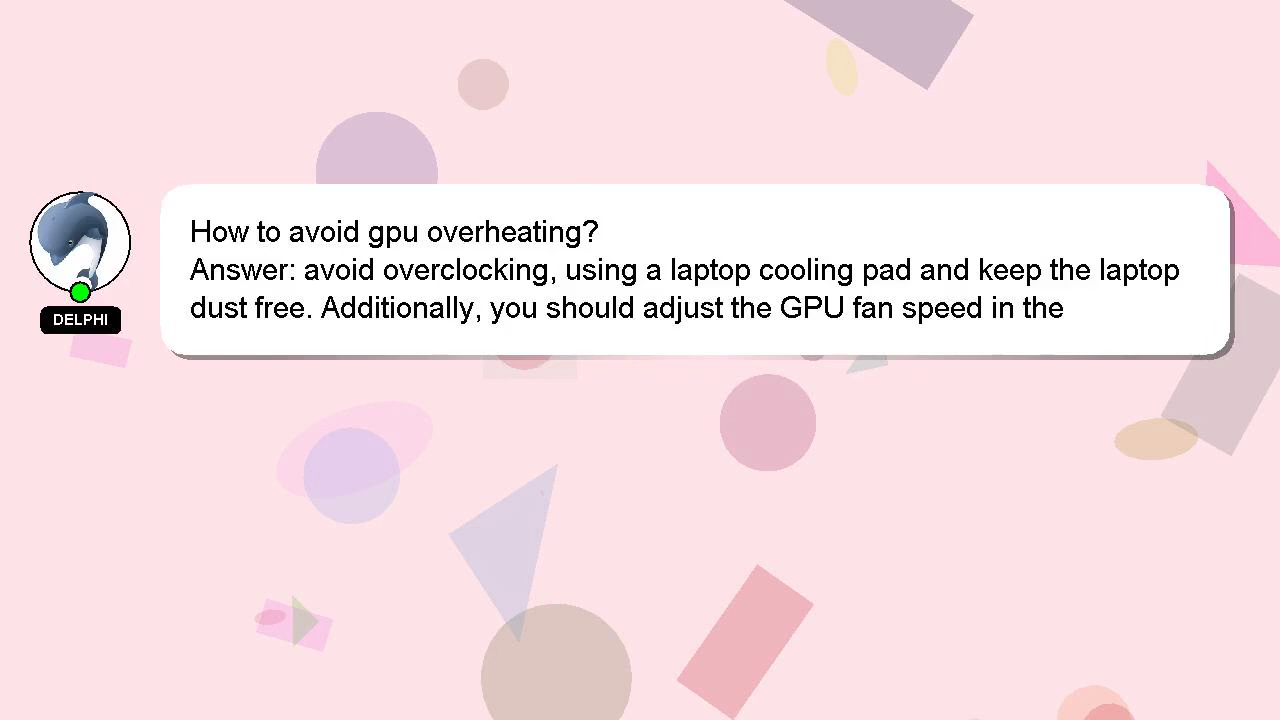 How to avoid gpu overheating?
Answer: avoid overclocking, using a laptop cooling pad and keep the laptop
dust free. Additionally, you should adjust the GPU fan speed in the
DELPHI